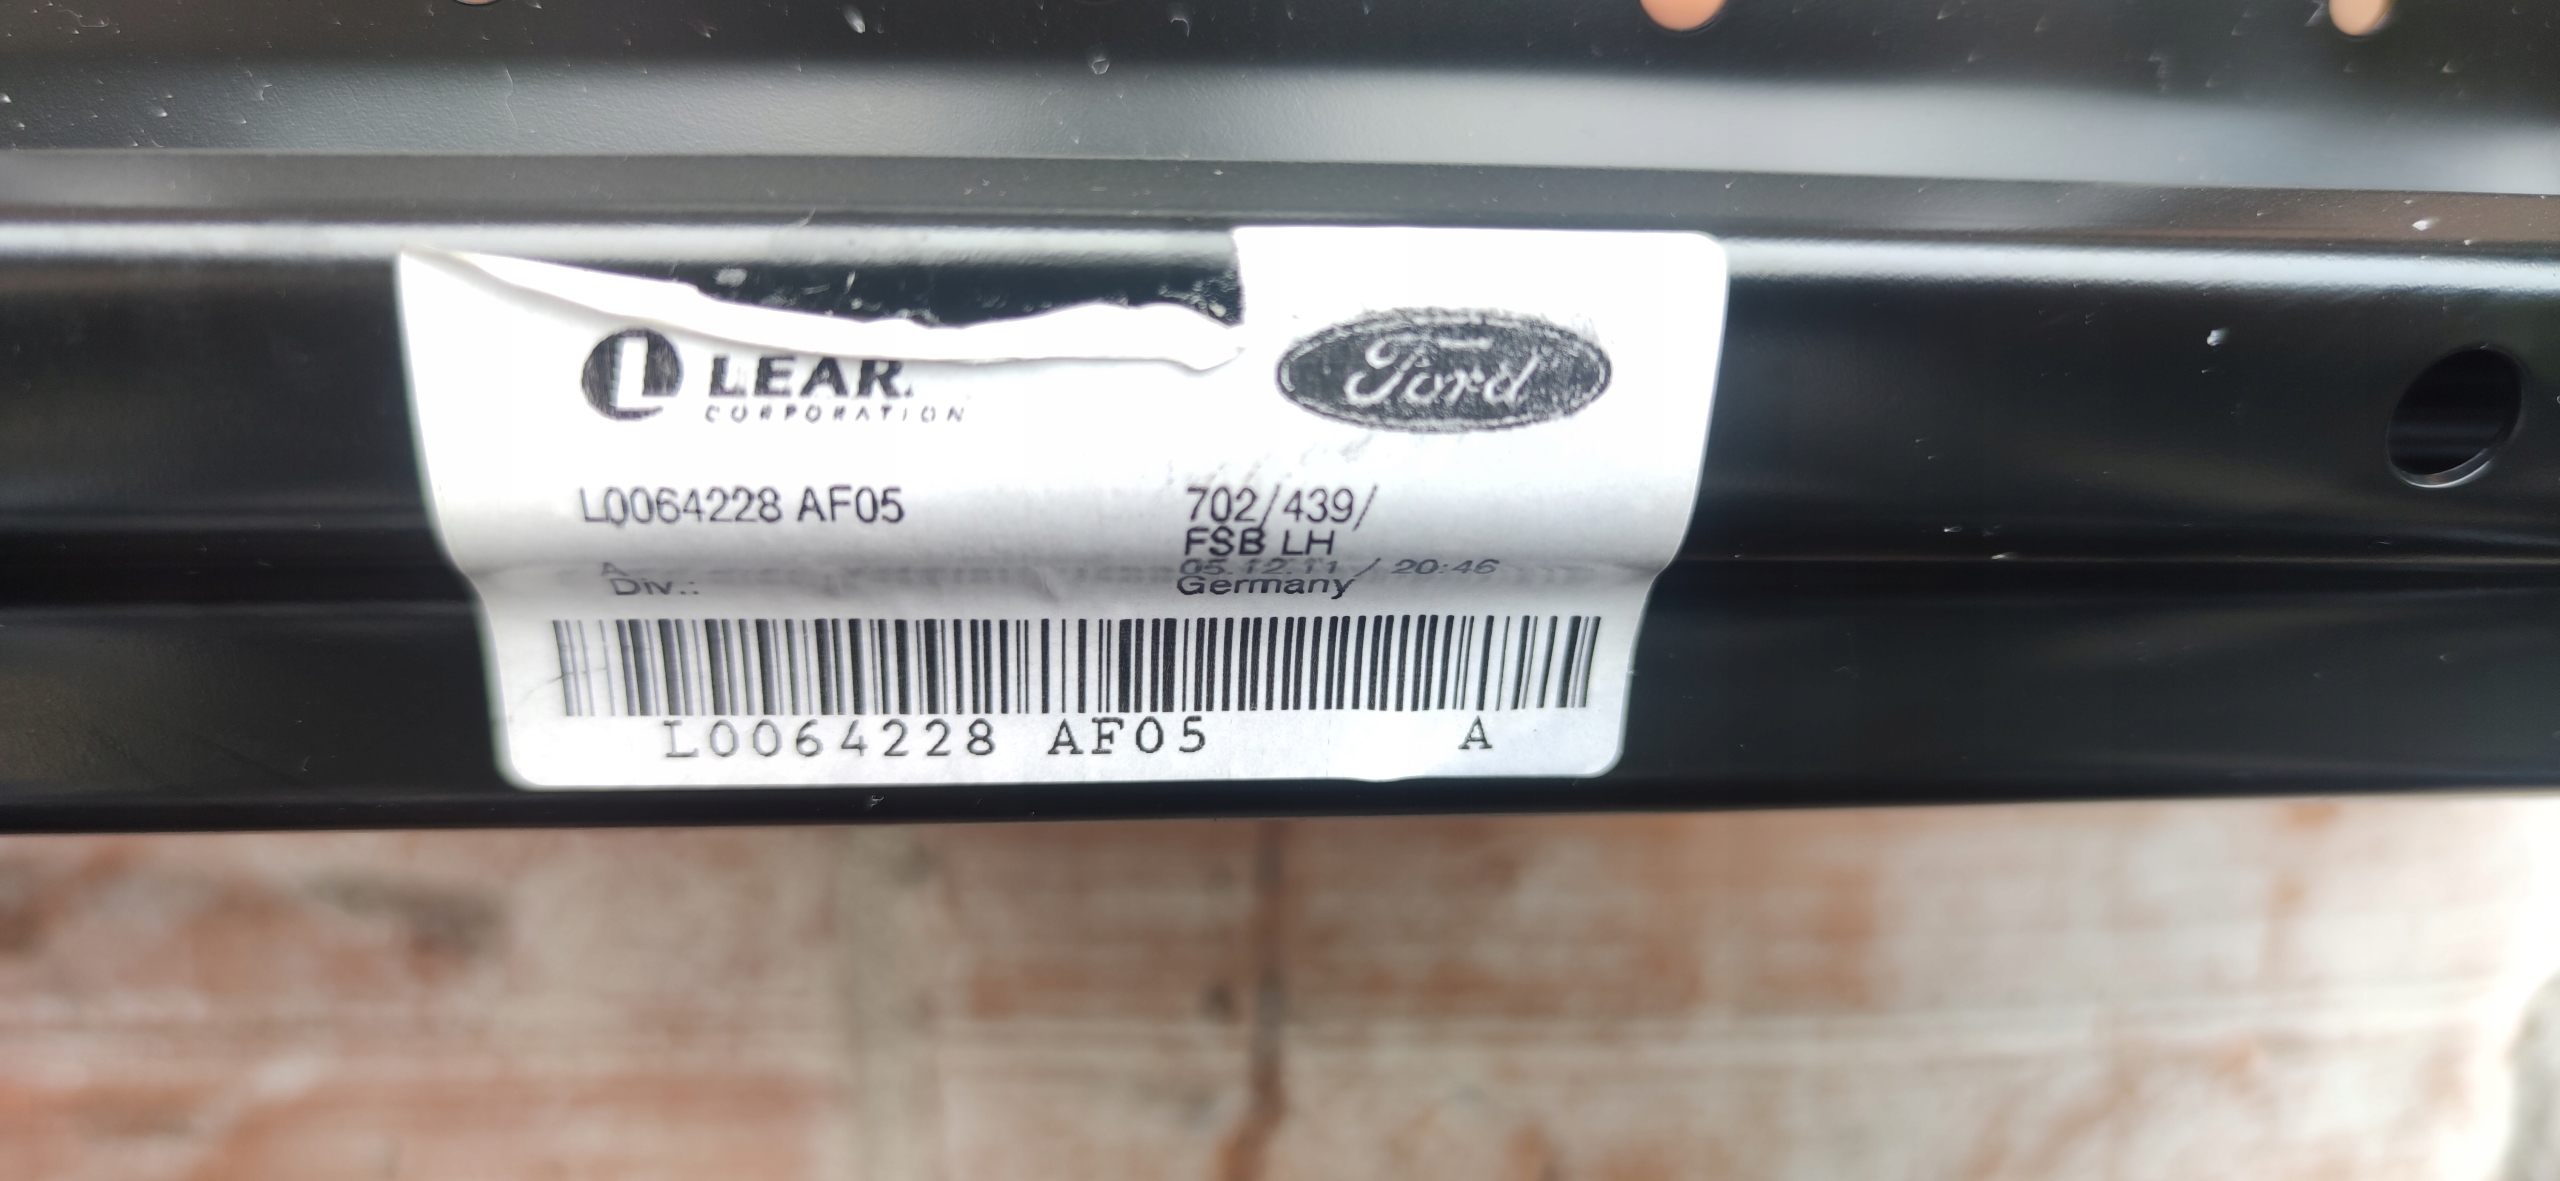 LEAR.
CORPORATION
Ford
L0064228 AF05
702/439/
FSB LH
A
05.12.11 / 20:46
Div.:
Germany
L0064228 AF05 A